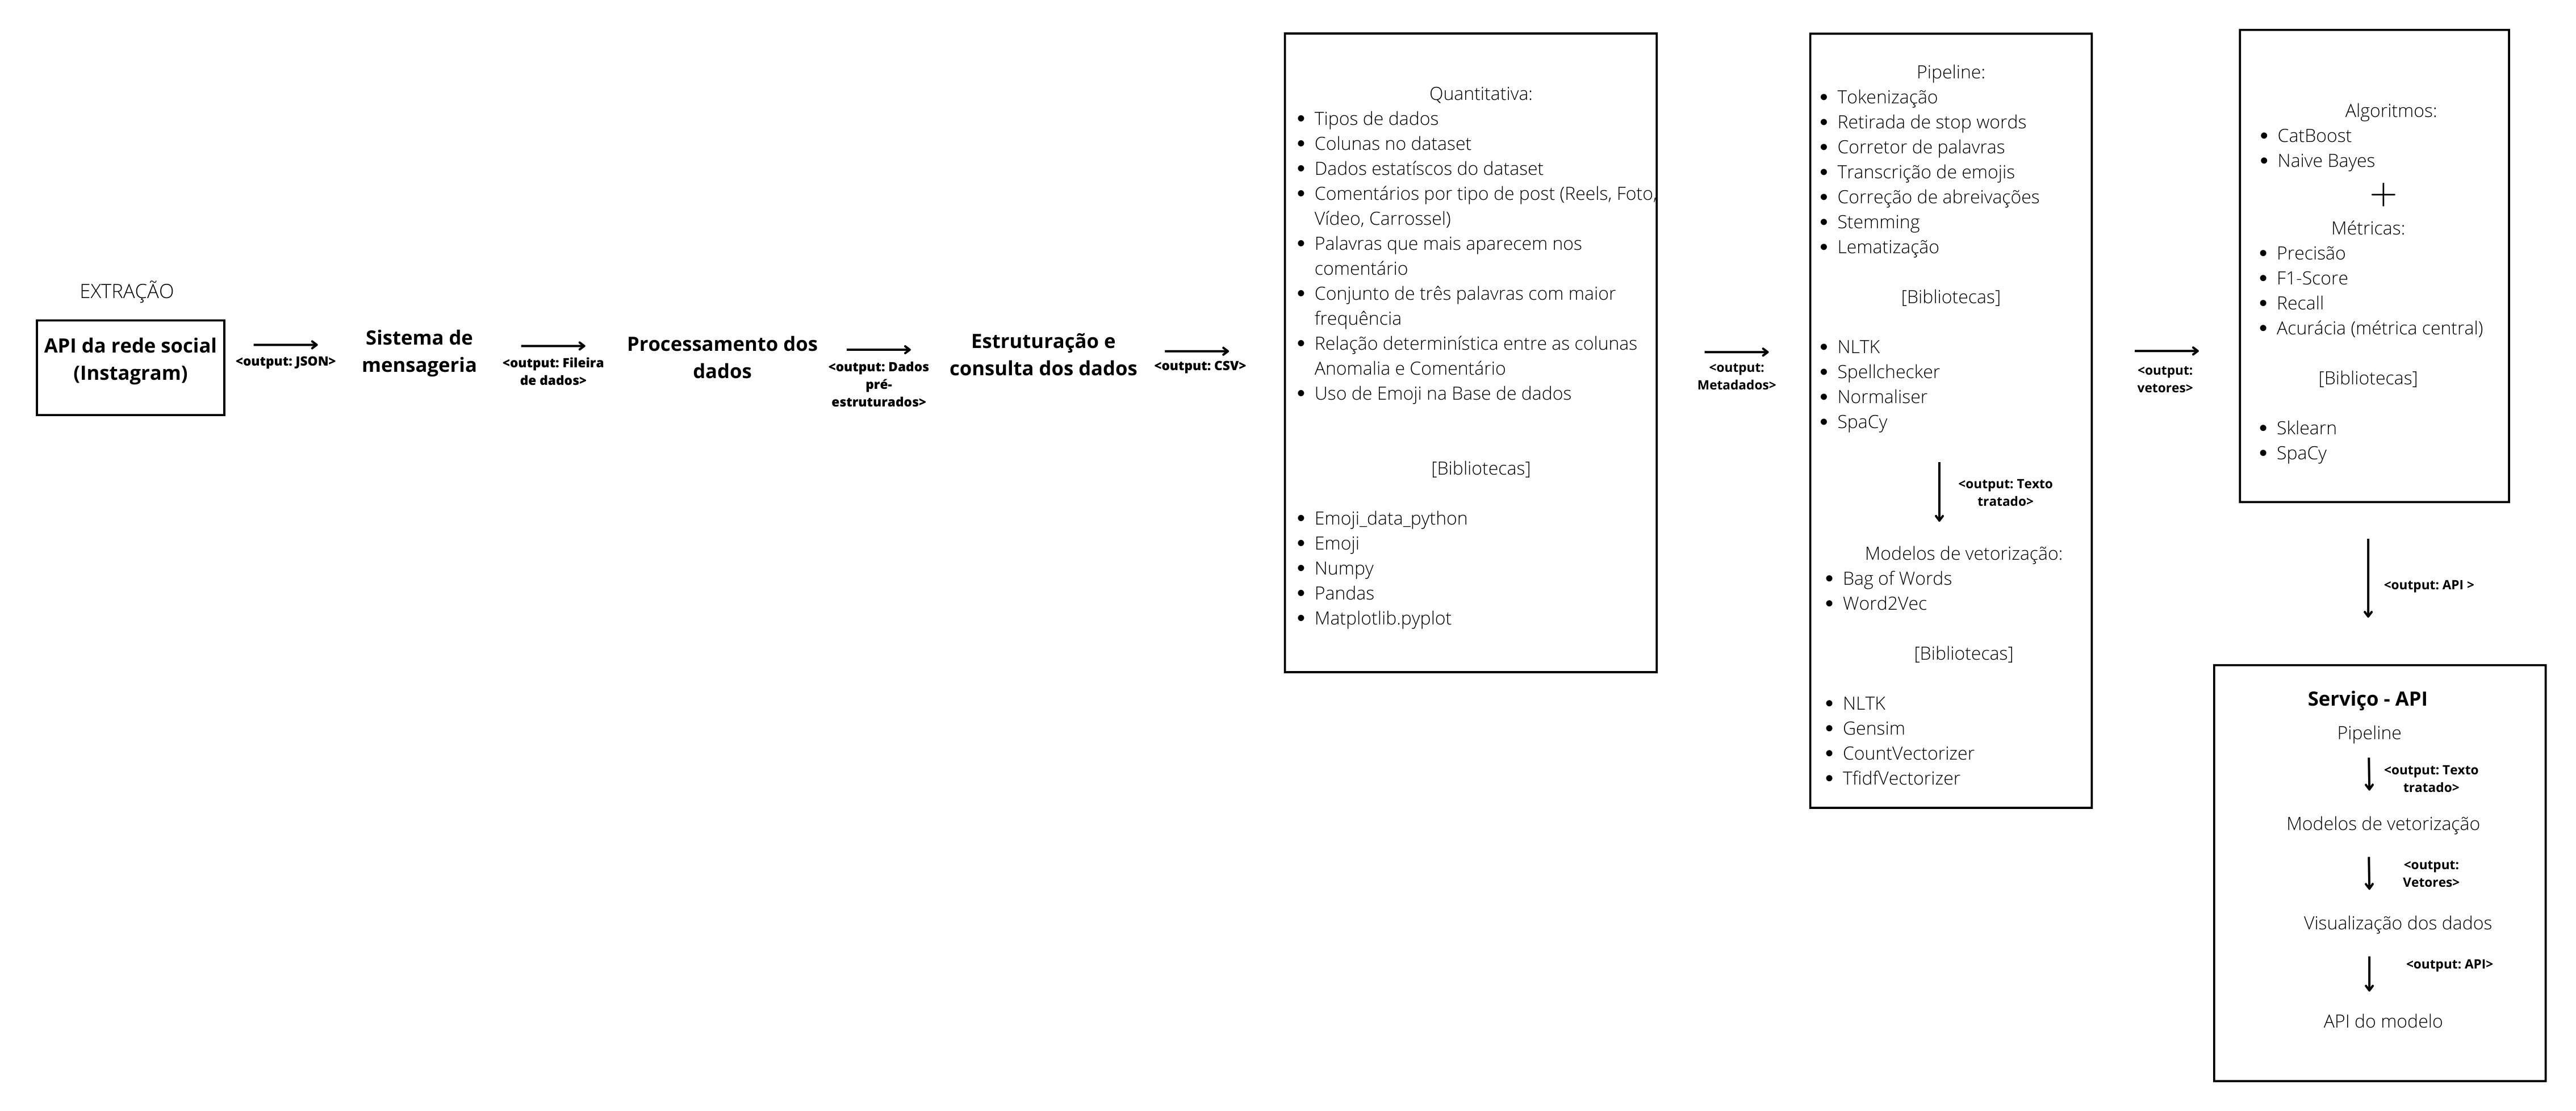 EXTRAÇÃO
API da rede social
(Instagram)
<output: JSON>
Sistema de
mensageria
<output: Fileira
de dados>
Processamento dos
dados
<output: Dados
pré-
estruturados>
Estruturação e
consulta dos dados
<output: CSV>
Quantitativa:
• Tipos de dados
• Colunas no dataset
• Dados estatíscos do dataset
• Comentários por tipo de post (Reels, Foto,
Vídeo, Carrossel)
• Palavras que mais aparecem nos
comentário
• Conjunto de três palavras com maior
frequência
• Relação determinística entre as colunas
Anomalia e Comentário
• Uso de Emoji na Base de dados
[Bibliotecas]
• Emoji_data_python
• Emoji
• Numpy
• Pandas
• Matplotlib.pyplot
<output:
Metadados>
Pipeline:
• Tokenização
• Retirada de stop words
• Corretor de palavras
• Transcrição de emojis
• Correção de abreivações
• Stemming
• Lematização
[Bibliotecas]
• NLTK
• Spellchecker
• Normaliser
• SpaCy
<output: Texto
tratado>
Modelos de vetorização:
• Bag of Words
• Word2Vec
[Bibliotecas]
• NLTK
• Gensim
• CountVectorizer
• TfidfVectorizer
<output:
vetores>
Algoritmos:
• CatBoost
• Naive Bayes
+
Métricas:
• Precisão
• F1-Score
• Recall
• Acurácia (métrica central)
[Bibliotecas]
• Sklearn
• SpaCy
<output: API >
Serviço - API
Pipeline
<output: Texto
tratado>
Modelos de vetorização
<output:
Vetores>
Visualização dos dados
<output: API>
API do modelo